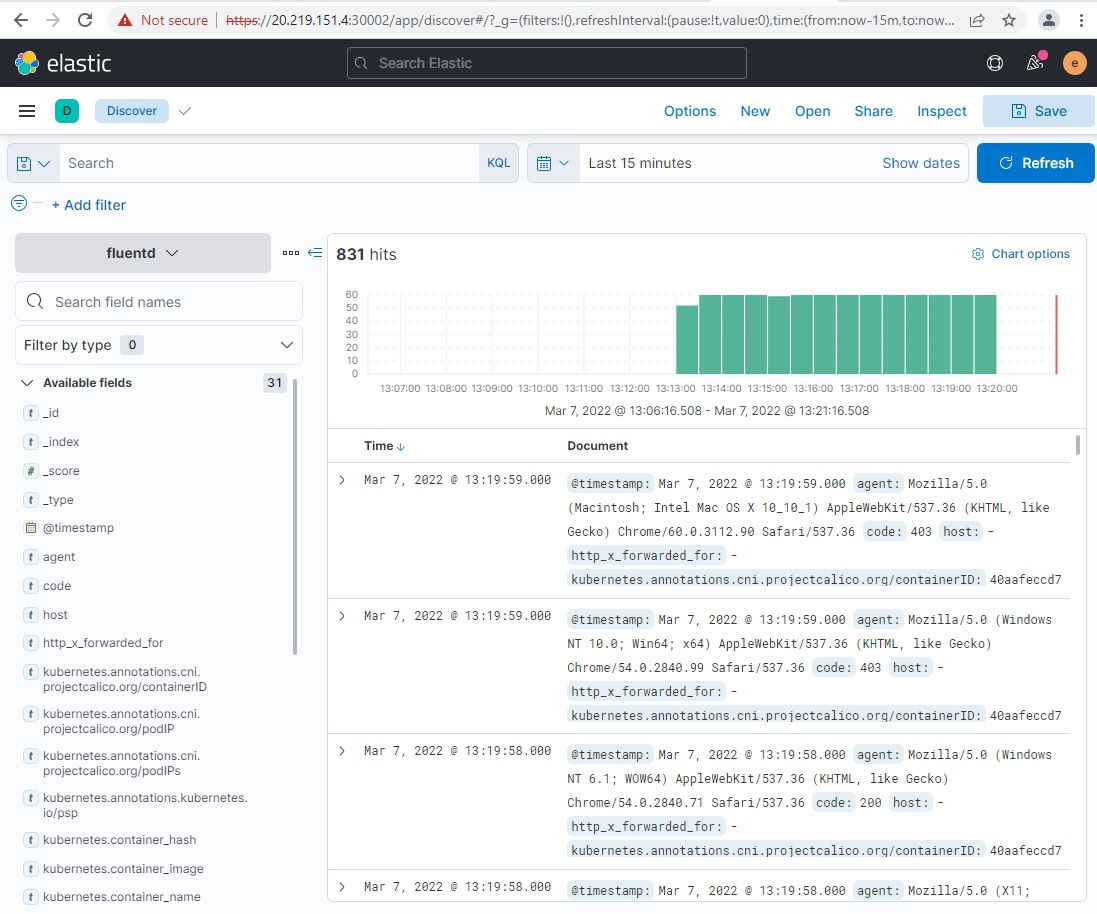 Not secure https://20.219.151.4:30002/app/discover#/?_g=(filters:!(),refreshInterval:(pause:!t,value:0),time:(from:now-15m,to:now...
elastic Search Elastic e
D Discover Options New Open Share Inspect Save
Search KQL Last 15 minutes Show dates Refresh
+ Add filter
fluentd
Search field names
Filter by type 0
Available fields 31
t _id
t _index
# _score
t _type
@timestamp
t agent
t code
t host
t http_x_forwarded_for
t kubernetes.annotations.cni.
projectcalico.org/containerID
t kubernetes.annotations.cni.
projectcalico.org/podIP
t kubernetes.annotations.cni.
projectcalico.org/podIPs
t kubernetes.annotations.kubernetes.
io/psp
t kubernetes.container_hash
t kubernetes.container_image
t kubernetes.container_name
831 hits Chart options
60
50
40
30
20
10
0
13:07:00 13:08:00 13:09:00 13:10:00 13:11:00 13:12:00 13:13:00 13:14:00 13:15:00 13:16:00 13:17:00 13:18:00 13:19:00 13:20:00
Mar 7, 2022 @ 13:06:16.508 - Mar 7, 2022 @ 13:21:16.508
Time Document
Mar 7, 2022 @ 13:19:59.000 @timestamp: Mar 7, 2022 @ 13:19:59.000 agent: Mozilla/5.0
(Macintosh; Intel Mac OS X 10_10_1) AppleWebKit/537.36 (KHTML, like
Gecko) Chrome/60.0.3112.90 Safari/537.36 code: 403 host: -
http_x_forwarded_for: -
kubernetes.annotations.cni.projectcalico.org/containerID: 40aafeccd7
Mar 7, 2022 @ 13:19:59.000 @timestamp: Mar 7, 2022 @ 13:19:59.000 agent: Mozilla/5.0 (Windows
NT 10.0; Win64; x64) AppleWebKit/537.36 (KHTML, like Gecko)
Chrome/54.0.2840.99 Safari/537.36 code: 403 host: -
http_x_forwarded_for: -
kubernetes.annotations.cni.projectcalico.org/containerID: 40aafeccd7
Mar 7, 2022 @ 13:19:58.000 @timestamp: Mar 7, 2022 @ 13:19:58.000 agent: Mozilla/5.0 (Windows
NT 6.1; WOW64) AppleWebKit/537.36 (KHTML, like Gecko)
Chrome/54.0.2840.71 Safari/537.36 code: 200 host: -
http_x_forwarded_for: -
kubernetes.annotations.cni.projectcalico.org/containerID: 40aafeccd7
Mar 7, 2022 @ 13:19:58.000 @timestamp: Mar 7, 2022 @ 13:19:58.000 agent: Mozilla/5.0 (X11;